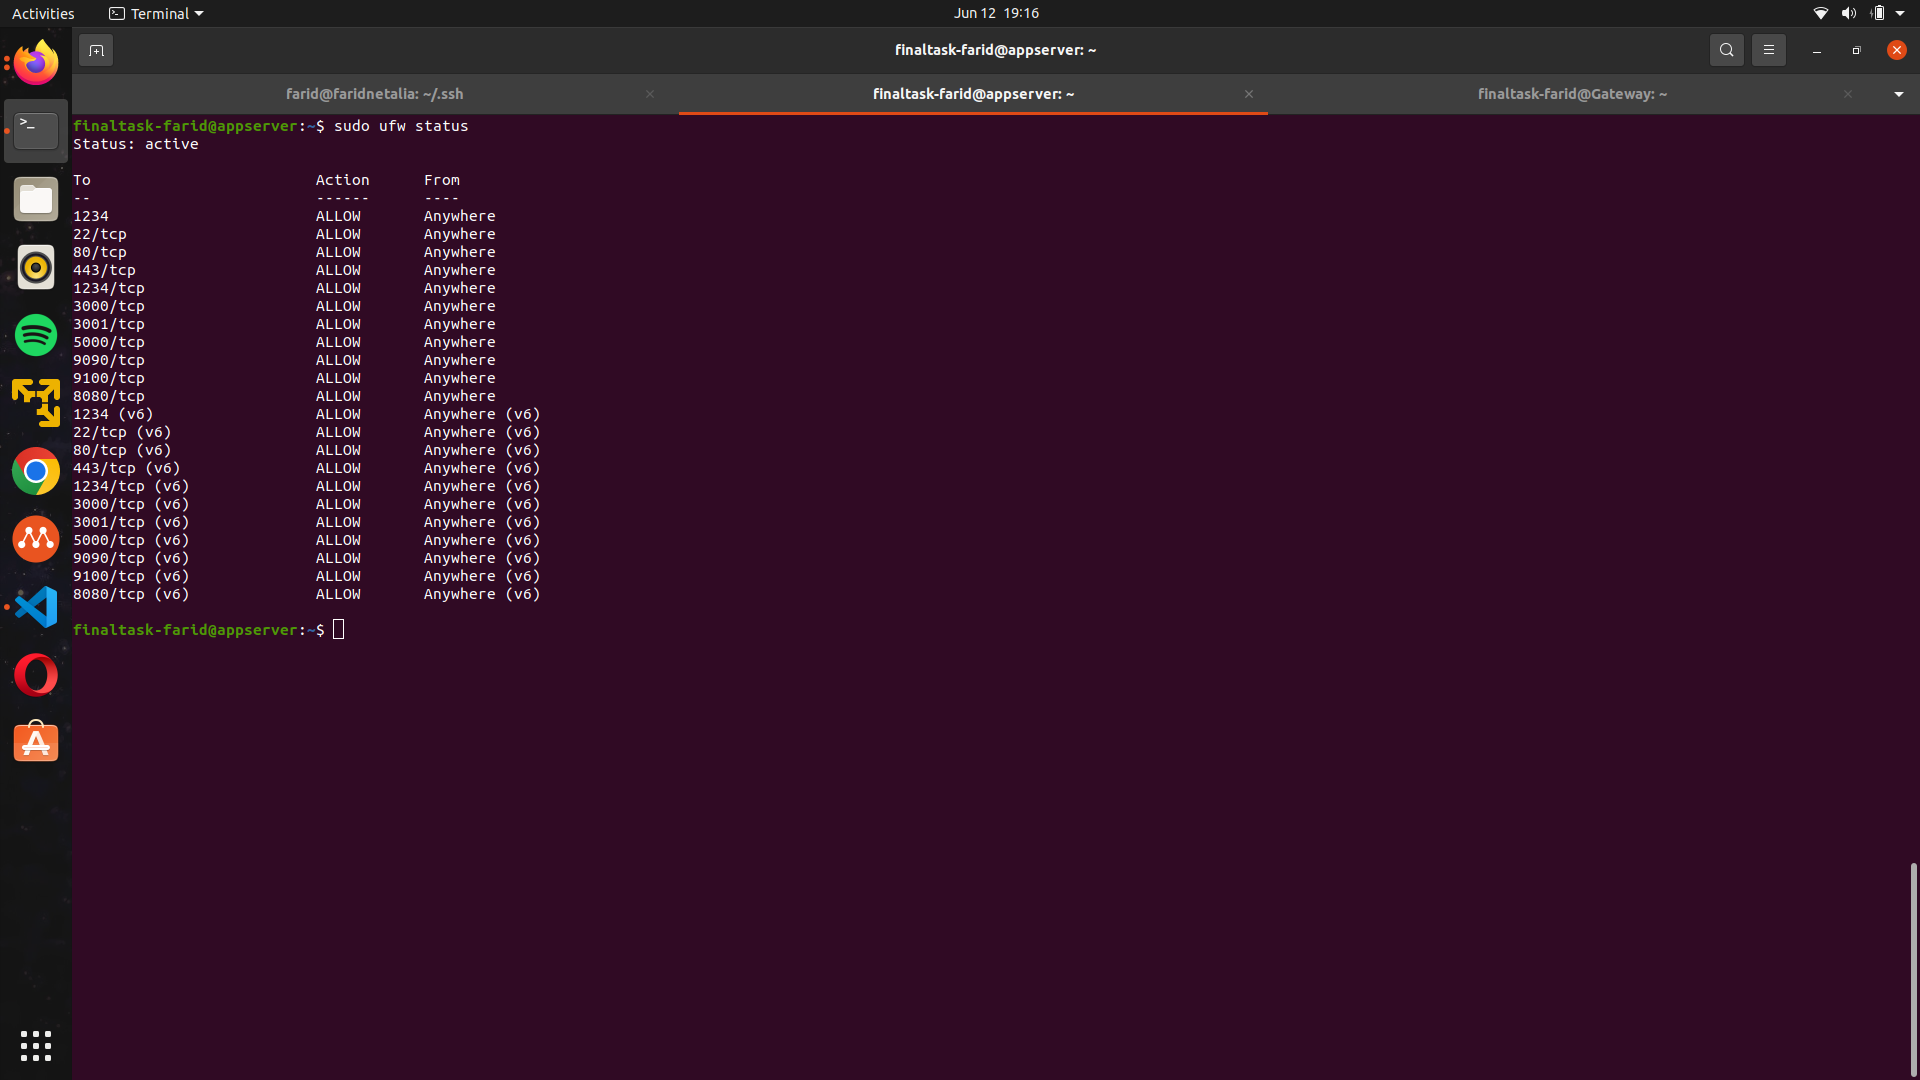 Activities
Terminal
Jun 12 19:16
finaltask-farid@appserver: ~
farid@faridnetalia: ~/.ssh
finaltask-farid@appserver: ~
finaltask-farid@Gateway: ~
finaltask-farid@appserver:~$ sudo ufw status
Status: active
To Action From
-- ------ ----
1234 ALLOW Anywhere
22/tcp ALLOW Anywhere
80/tcp ALLOW Anywhere
443/tcp ALLOW Anywhere
1234/tcp ALLOW Anywhere
3000/tcp ALLOW Anywhere
3001/tcp ALLOW Anywhere
5000/tcp ALLOW Anywhere
9090/tcp ALLOW Anywhere
9100/tcp ALLOW Anywhere
8080/tcp ALLOW Anywhere
1234 (v6) ALLOW Anywhere (v6)
22/tcp (v6) ALLOW Anywhere (v6)
80/tcp (v6) ALLOW Anywhere (v6)
443/tcp (v6) ALLOW Anywhere (v6)
1234/tcp (v6) ALLOW Anywhere (v6)
3000/tcp (v6) ALLOW Anywhere (v6)
3001/tcp (v6) ALLOW Anywhere (v6)
5000/tcp (v6) ALLOW Anywhere (v6)
9090/tcp (v6) ALLOW Anywhere (v6)
9100/tcp (v6) ALLOW Anywhere (v6)
8080/tcp (v6) ALLOW Anywhere (v6)
finaltask-farid@appserver:~$